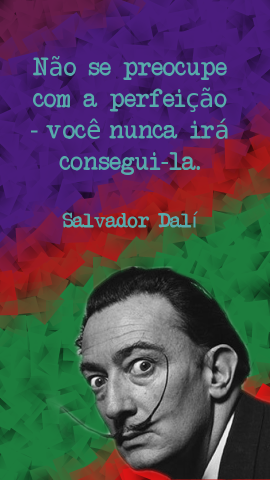 Não se preocupe
com a perfeição
- você nunca irá
consegui-la.
Salvador Dalí